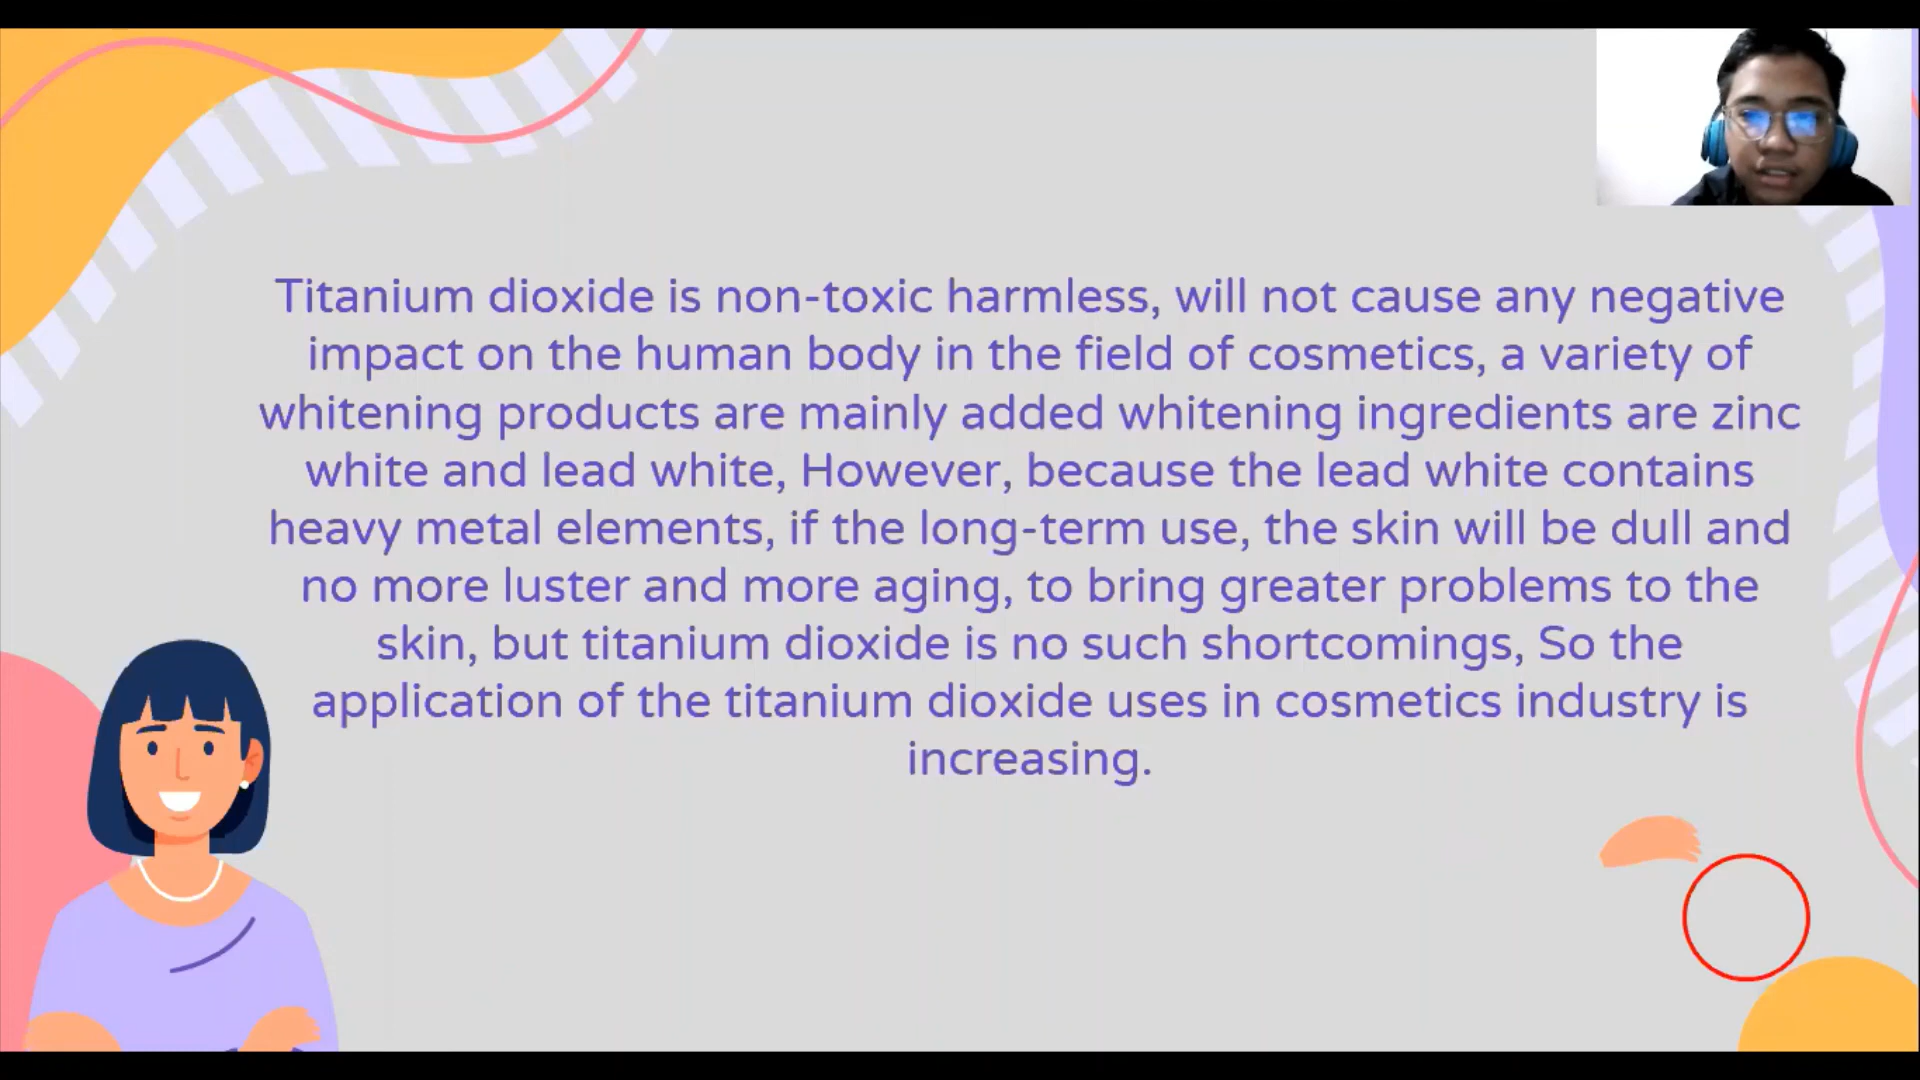 Titanium dioxide is non-toxic harmless, will not cause any negative
impact on the human body in the field of cosmetics, a variety of
whitening products are mainly added whitening ingredients are zinc
white and lead white, However, because the lead white contains
heavy metal elements, if the long-term use, the skin will be dull and
no more luster and more aging, to bring greater problems to the
skin, but titanium dioxide is no such shortcomings, So the
application of the titanium dioxide uses in cosmetics industry is
increasing.